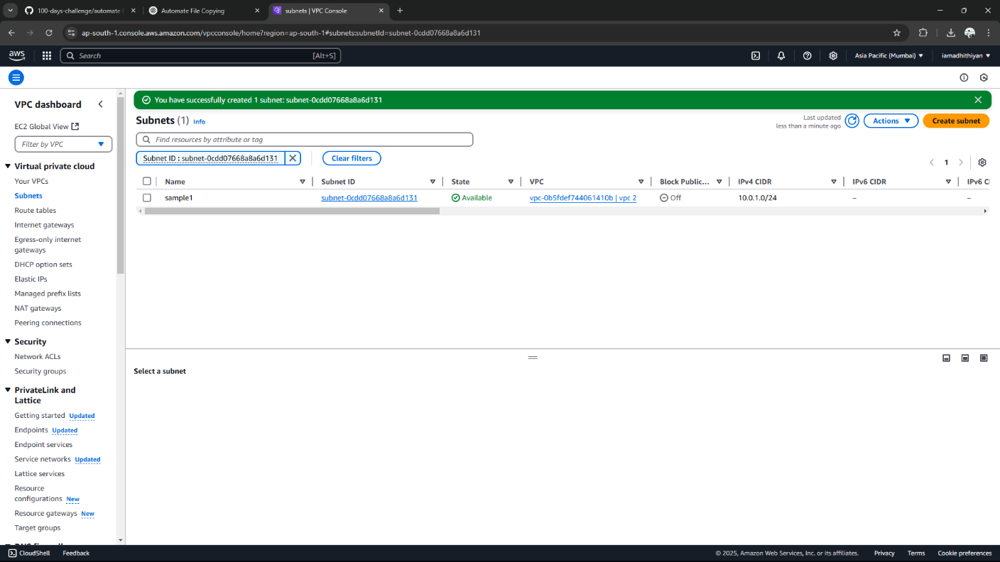 100-days-challenge/automate
Automate File Copying
subnets | VPC Console
ap-south-1.console.aws.amazon.com/vpcconsole/home?region=ap-south-1#subnets:subnetId=subnet-0cdd07668a8a6d131
aws
Search
[Alt+S]
Asia Pacific (Mumbai)
iamadhithiyan
VPC dashboard
EC2 Global View
Filter by VPC
Virtual private cloud
Your VPCs
Subnets
Route tables
Internet gateways
Egress-only internet
gateways
DHCP option sets
Elastic IPs
Managed prefix lists
NAT gateways
Peering connections
Security
Network ACLs
Security groups
PrivateLink and
Lattice
Getting started Updated
Endpoints Updated
Endpoint services
Service networks Updated
Lattice services
Resource
configurations New
Resource gateways New
Target groups
You have successfully created 1 subnet: subnet-0cdd07668a8a6d131
Subnets (1) Info
Last updated
less than a minute ago
Actions
Create subnet
Find resources by attribute or tag
Subnet ID : subnet-0cdd07668a8a6d131
Clear filters
1
Name Subnet ID State VPC Block Public... IPv4 CIDR IPv6 CIDR IPv6 C
sample1 subnet-0cdd07668a8a6d131 Available vpc-0b5fdef744061410b | vpc 2 Off 10.0.1.0/24 – –
Select a subnet
CloudShell Feedback
© 2025, Amazon Web Services, Inc. or its affiliates. Privacy Terms Cookie preferences